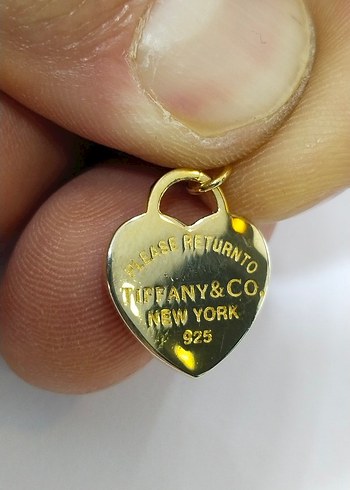 PLEASE RETURN TO
TIFFANY & CO.
NEW YORK
925